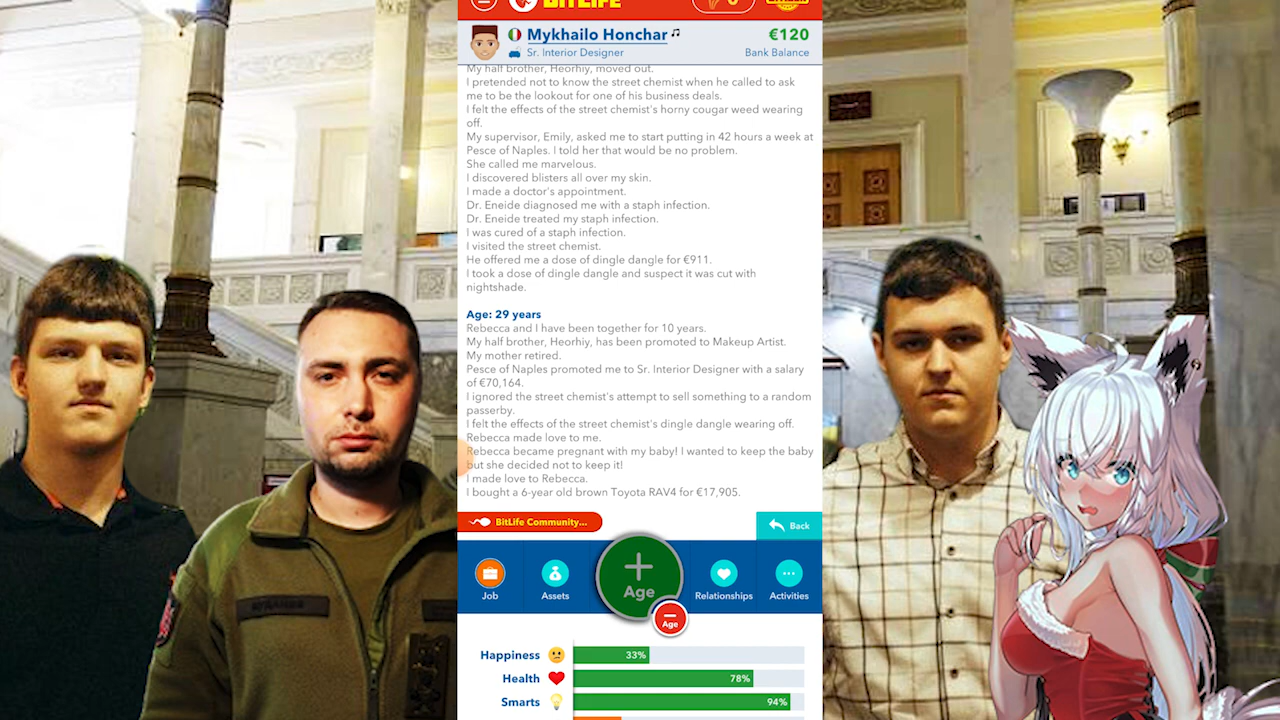 BitLife
Mykhailo Honchar
€120
Sr. Interior Designer
Bank Balance
My half brother, Heorhiy, moved out.
I pretended not to know the street chemist when he called to ask
me to be the lookout for one of his business deals.
I felt the effects of the street chemist's horny cougar weed wearing
off.
My supervisor, Emily, asked me to start putting in 42 hours a week at
Pesce of Naples. I told her that would be no problem.
She called me marvelous.
I discovered blisters all over my skin.
I made a doctor's appointment.
Dr. Eneide diagnosed me with a staph infection.
Dr. Eneide treated my staph infection.
I was cured of a staph infection.
I visited the street chemist.
He offered me a dose of dingle dangle for €911.
I took a dose of dingle dangle and suspect it was cut with
nightshade.
Age: 29 years
Rebecca and I have been together for 10 years.
My half brother, Heorhiy, has been promoted to Makeup Artist.
My mother retired.
Pesce of Naples promoted me to Sr. Interior Designer with a salary
of €70,164.
I ignored the street chemist's attempt to sell something to a random
passerby.
I felt the effects of the street chemist's dingle dangle wearing off.
Rebecca made love to me.
Rebecca became pregnant with my baby! I wanted to keep the baby
but she decided not to keep it!
I made love to Rebecca.
I bought a 6-year old brown Toyota RAV4 for €17,905.
BitLife Community...
Back
Job
Assets
Age
Relationships
Activities
Age
Happiness
33%
Health
78%
Smarts
94%